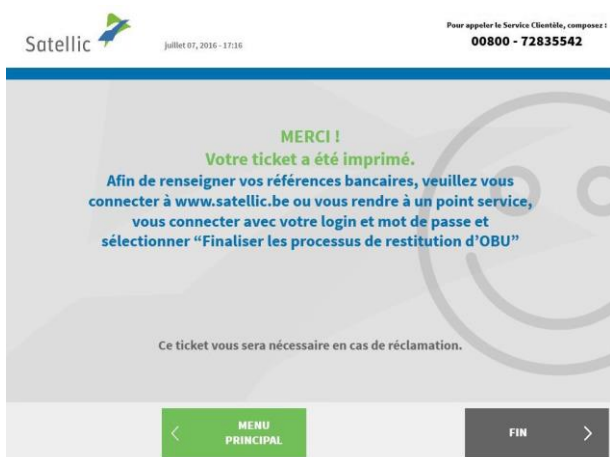 Satellic
juillet 07, 2016 - 17:16
Pour appeler le Service Clientèle, composez :
00800 - 72835542
MERCI !
Votre ticket a été imprimé.
Afin de renseigner vos références bancaires, veuillez vous
connecter à www.satellic.be ou vous rendre à un point service,
vous connecter avec votre login et mot de passe et
sélectionner “Finaliser les processus de restitution d’OBU”
Ce ticket vous sera nécessaire en cas de réclamation.
MENU
PRINCIPAL
FIN